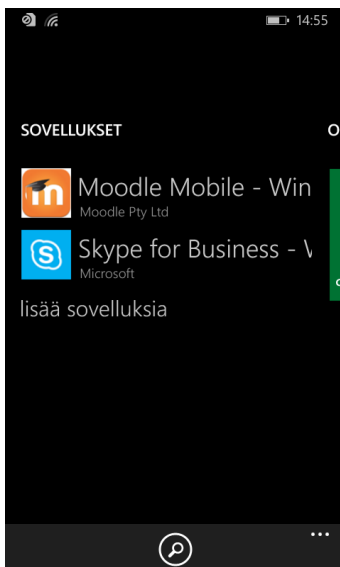 14:55
SOVELLUKSET
O
Moodle Mobile - Win
Moodle Pty Ltd
Skype for Business - 
Microsoft
lisää sovelluksia